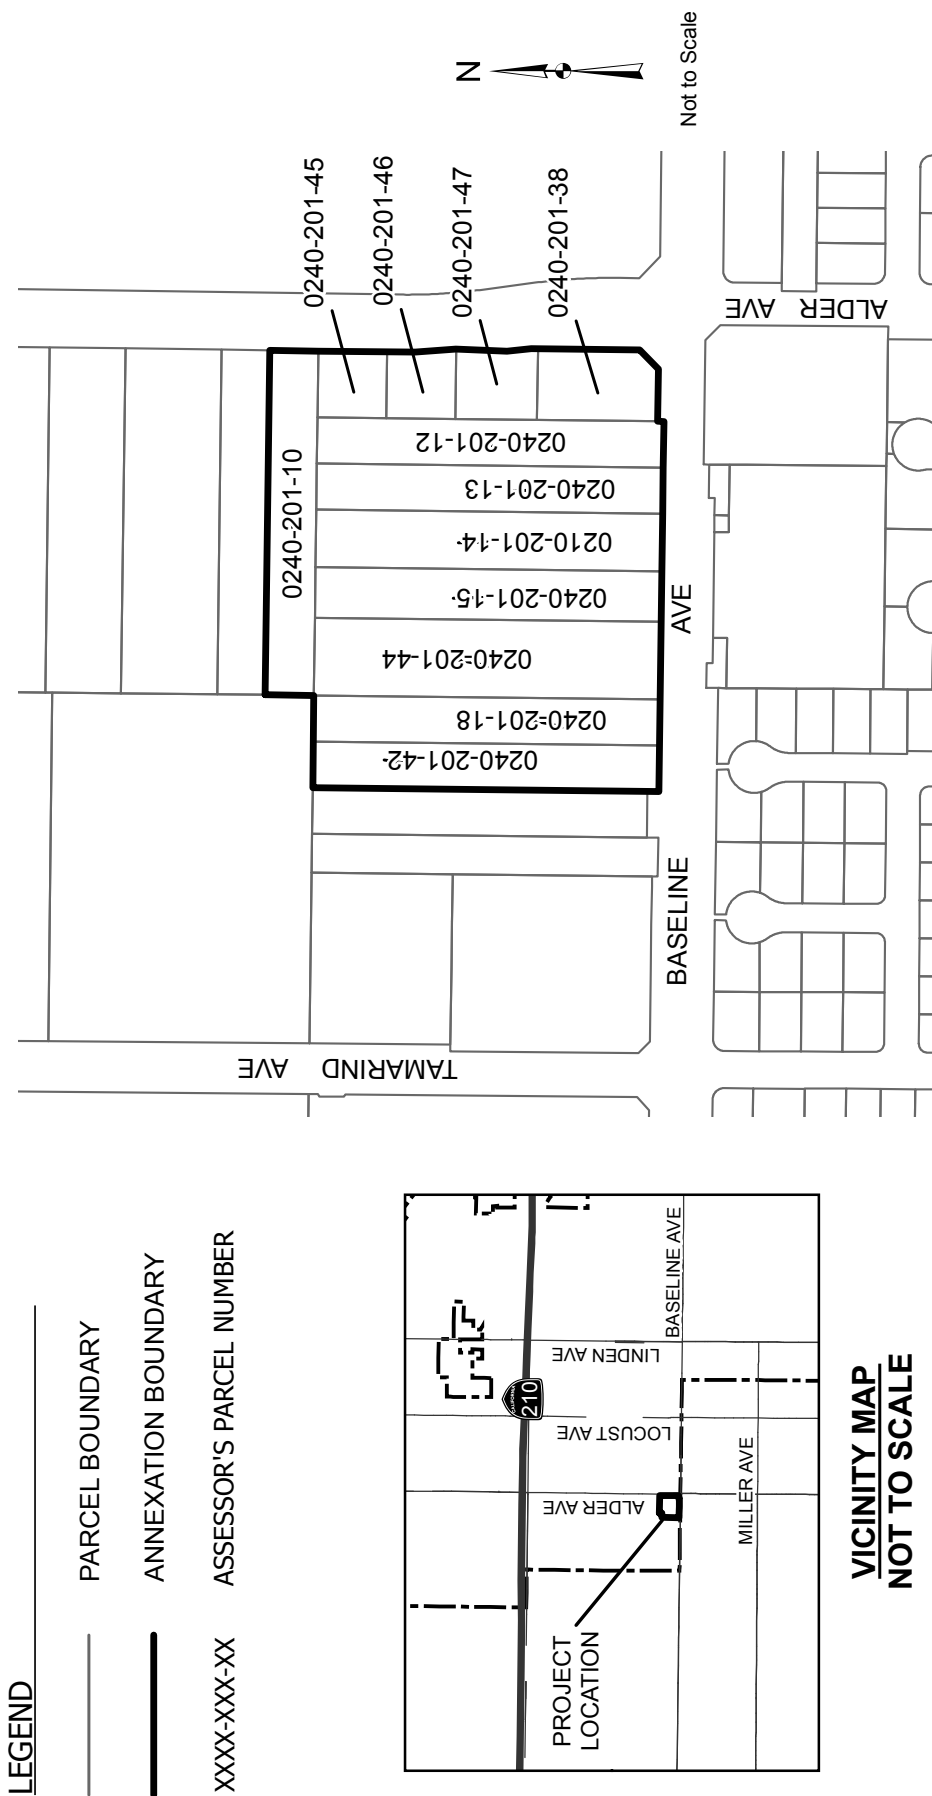 N
Not to Scale
0240-201-45
0240-201-46
0240-201-47
0240-201-38
0240-201-10
0240-201-12
0240-201-13
0210-201-14
0240-201-15
0240-201-44
0240-201-18
0240-201-42
ALDER AVE
BASELINE AVE
TAMARIND AVE
LEGEND
PARCEL BOUNDARY
ANNEXATION BOUNDARY
XXXX-XXX-XX ASSESSOR'S PARCEL NUMBER
CALIFORNIA
210
BASELINE AVE
LINDEN AVE
LOCUST AVE
ALDER AVE
MILLER AVE
PROJECT
LOCATION
VICINITY MAP
NOT TO SCALE